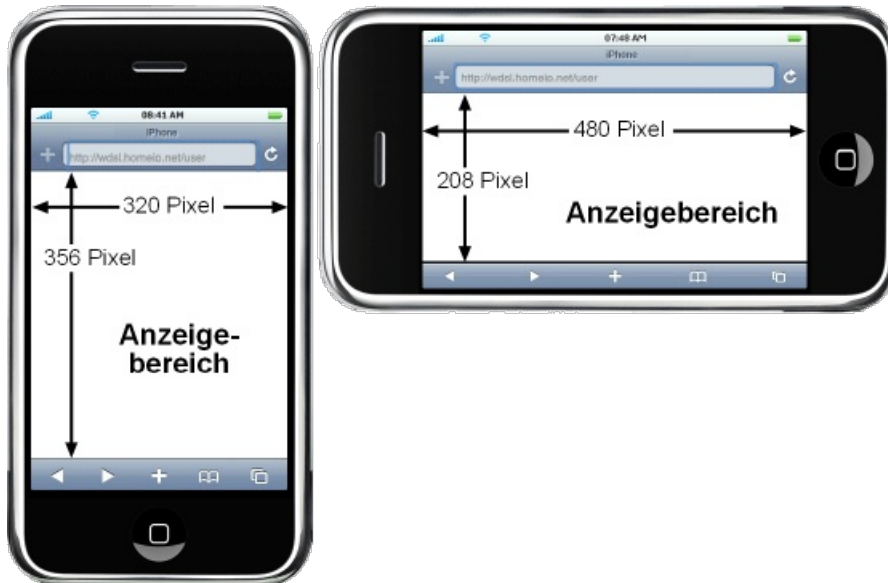 08:41 AM
iPhone
http://wdsl.homeip.net/user
320 Pixel
356 Pixel
Anzeige-
bereich
07:48 AM
iPhone
http://wdsl.homeip.net/user
480 Pixel
208 Pixel
Anzeigebereich